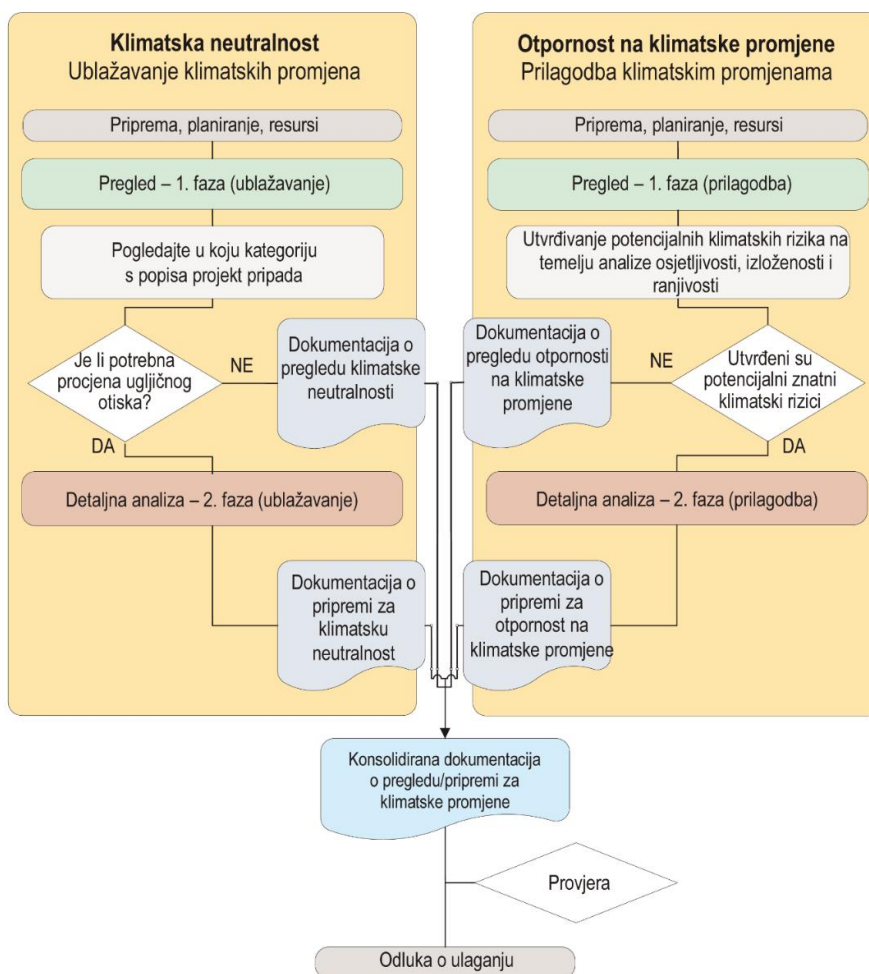 Klimatska neutralnost
Ublažavanje klimatskih promjena
Priprema, planiranje, resursi
Pregled – 1. faza (ublažavanje)
Pogledajte u koju kategoriju
s popisa projekt pripada
Je li potrebna
procjena ugljičnog
otiska?
NE
Dokumentacija o
pregledu klimatske
neutralnosti
DA
Detaljna analiza – 2. faza (ublažavanje)
Dokumentacija o
pripremi za
klimatsku
neutralnost
Otpornost na klimatske promjene
Prilagodba klimatskim promjenama
Priprema, planiranje, resursi
Pregled – 1. faza (prilagodba)
Utvrđivanje potencijalnih klimatskih rizika na
temelju analize osjetljivosti, izloženosti i
ranjivosti
Dokumentacija o
pregledu otpornosti
na klimatske
promjene
NE
Utvrđeni su
potencijalni znatni
klimatski rizici
DA
Detaljna analiza – 2. faza (prilagodba)
Dokumentacija o
pripremi za
otpornost na
klimatske promjene
Konsolidirana dokumentacija
o pregledu/pripremi za
klimatske promjene
Provjera
Odluka o ulaganju